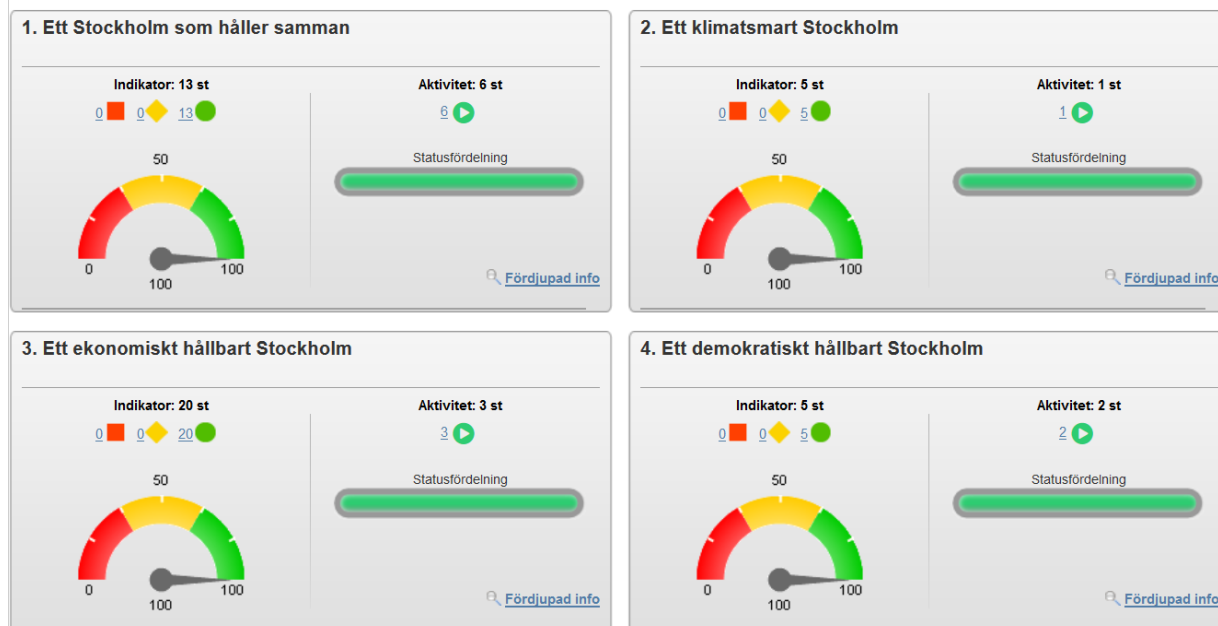 1. Ett Stockholm som håller samman
Indikator: 13 st
Aktivitet: 6 st
0 0 13
6
50
Statusfördelning
0
100
100
Fördjupad info
2. Ett klimatsmart Stockholm
Indikator: 5 st
Aktivitet: 1 st
0 0 5
1
50
Statusfördelning
0
100
100
Fördjupad info
3. Ett ekonomiskt hållbart Stockholm
Indikator: 20 st
Aktivitet: 3 st
0 0 20
3
50
Statusfördelning
0
100
100
Fördjupad info
4. Ett demokratiskt hållbart Stockholm
Indikator: 5 st
Aktivitet: 2 st
0 0 5
2
50
Statusfördelning
0
100
100
Fördjupad info